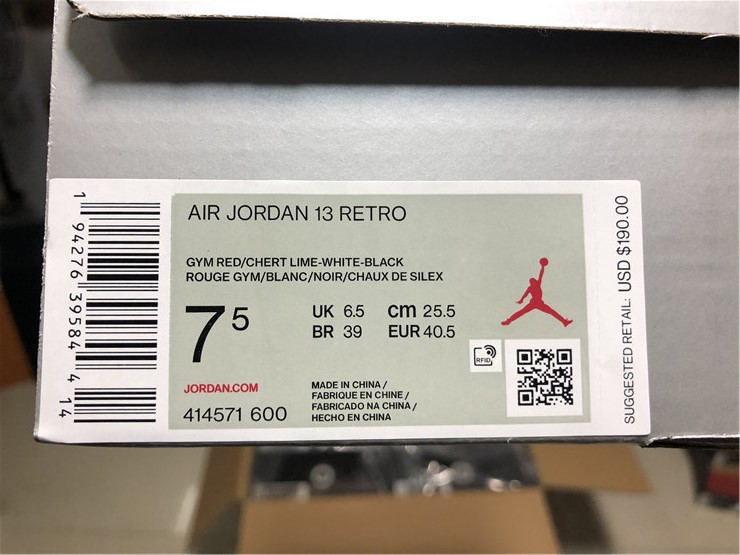 AIR JORDAN 13 RETRO
GYM RED/CHERT LIME-WHITE-BLACK
ROUGE GYM/BLANC/NOIR/CHAUX DE SILEX
7 5
UK 6.5 cm 25.5
BR 39 EUR 40.5
JORDAN.COM
414571 600
MADE IN CHINA /
FABRIQUE EN CHINE /
FABRICADO NA CHINA /
HECHO EN CHINA
RFID
1 94276 39584 4 14
SUGGESTED RETAIL: USD $190.00